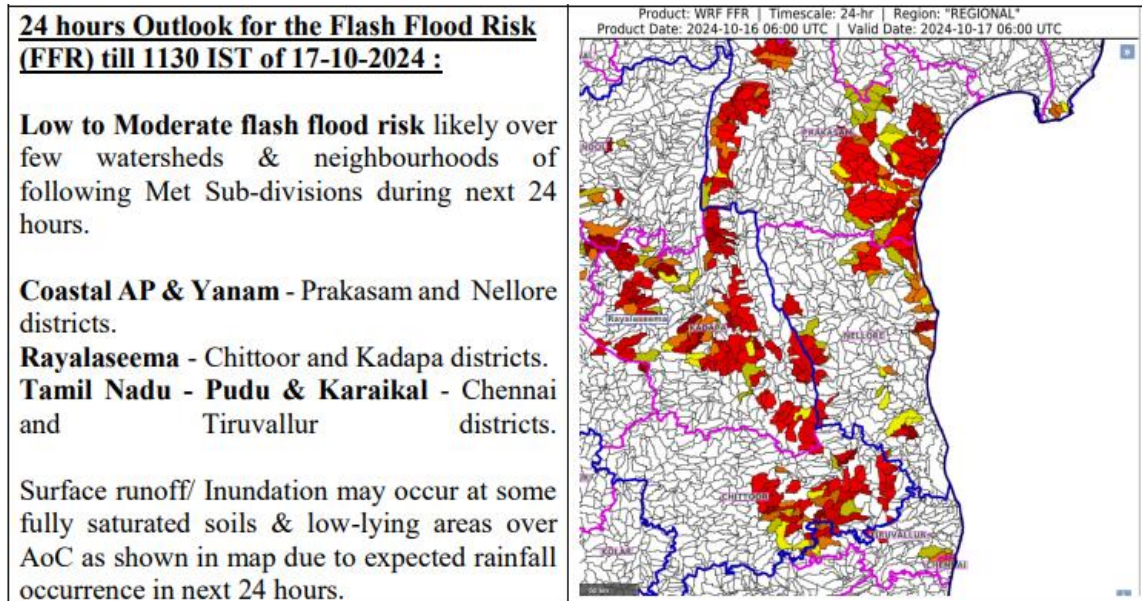 24 hours Outlook for the Flash Flood Risk
(FFR) till 1130 IST of 17-10-2024 :
Low to Moderate flash flood risk likely over
few watersheds & neighbourhoods of
following Met Sub-divisions during next 24
hours.
Coastal AP & Yanam - Prakasam and Nellore
districts.
Rayalaseema - Chittoor and Kadapa districts.
Tamil Nadu - Pudu & Karaikal - Chennai
and Tiruvallur districts.
Surface runoff/ Inundation may occur at some
fully saturated soils & low-lying areas over
AoC as shown in map due to expected rainfall
occurrence in next 24 hours.
Product: WRF FFR | Timescale: 24-hr | Region: "REGIONAL"
Product Date: 2024-10-16 06:00 UTC | Valid Date: 2024-10-17 06:00 UTC
PRAKASAM
Rayalaseema
KADAPA
NELLORE
CHITTOOR
KOLAR
TIRUVALLUR
CHENNAI